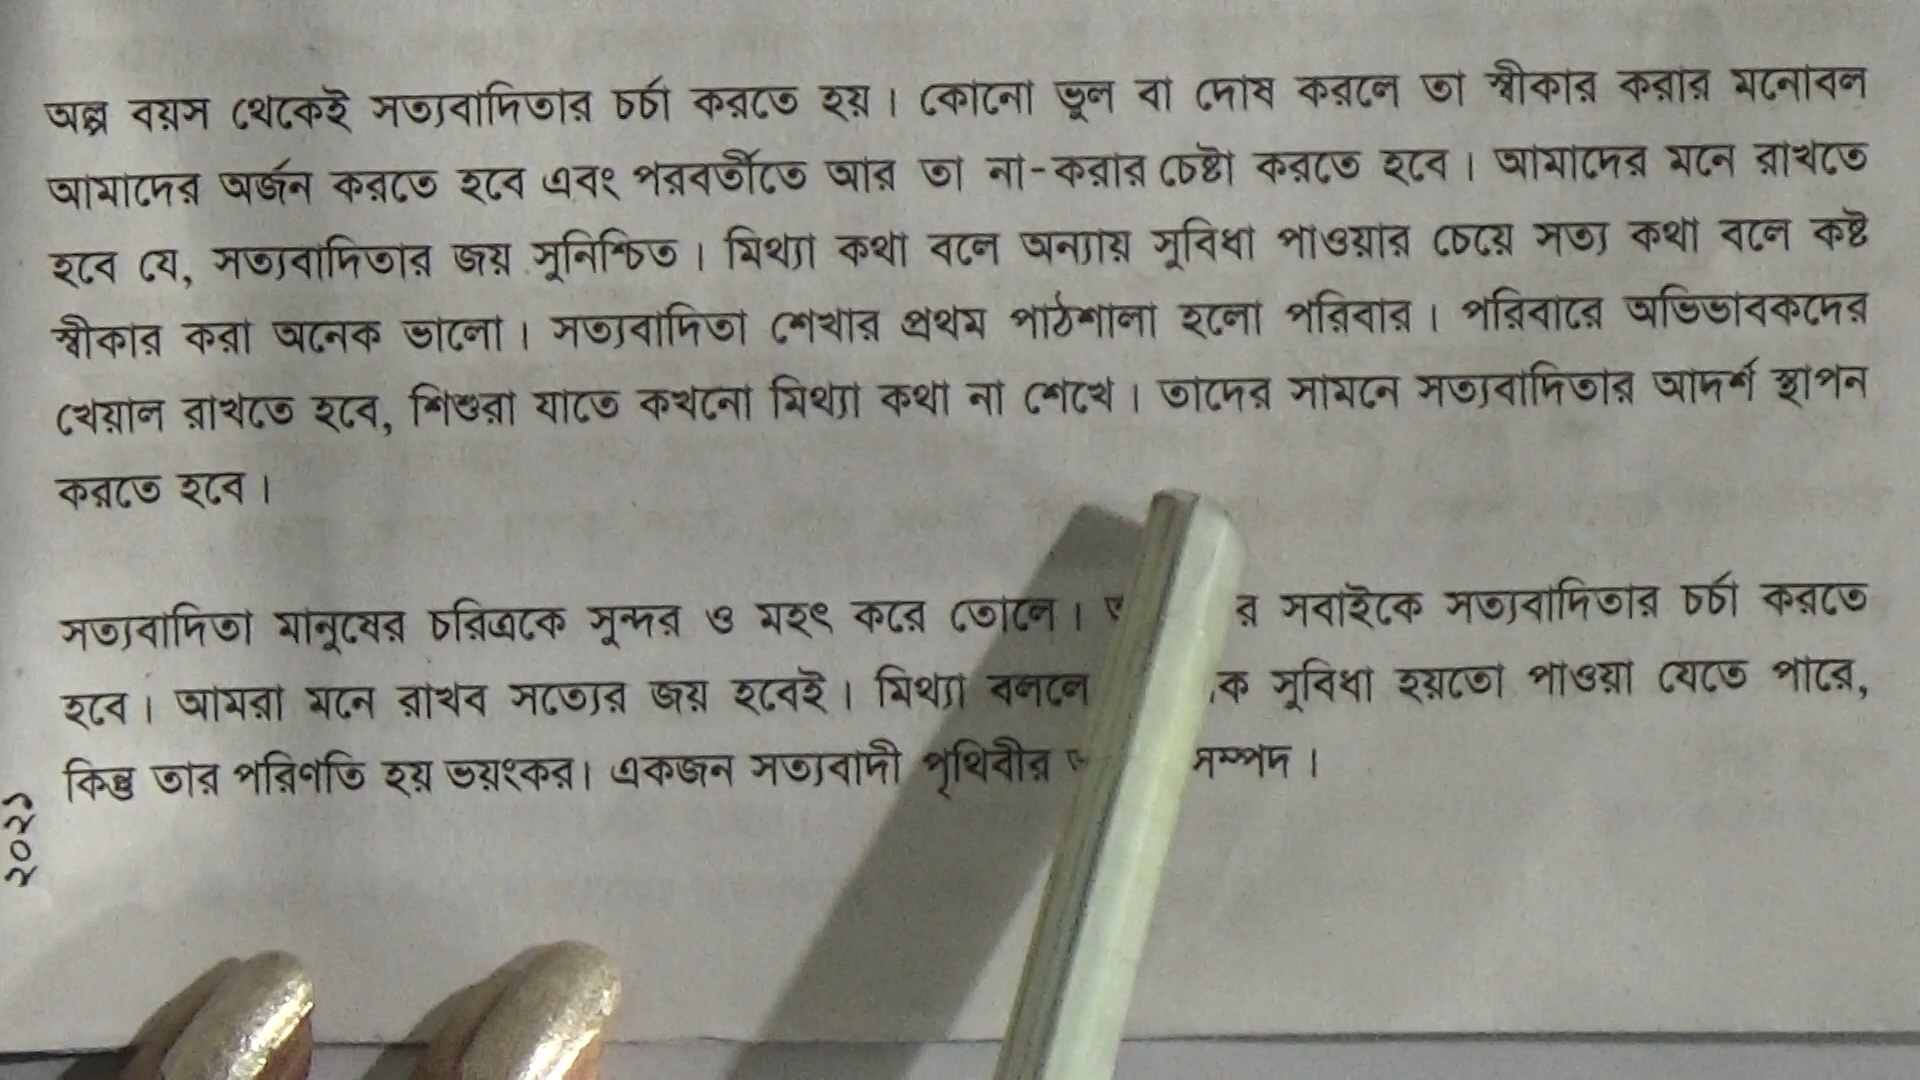 অল্প বয়স থেকেই সত্যবাদিতার চর্চা করতে হয়। কোনো ভুল বা দোষ করলে তা স্বীকার করার মনোবল
আমাদের অর্জন করতে হবে এবং পরবর্তীতে আর তা না-করার চেষ্টা করতে হবে। আমাদের মনে রাখতে
হবে যে, সত্যবাদিতার জয় সুনিশ্চিত। মিথ্যা কথা বলে অন্যায় সুবিধা পাওয়ার চেয়ে সত্য কথা বলে কষ্ট
স্বীকার করা অনেক ভালো। সত্যবাদিতা শেখার প্রথম পাঠশালা হলো পরিবার। পরিবারে অভিভাবকদের
খেয়াল রাখতে হবে, শিশুরা যাতে কখনো মিথ্যা কথা না শেখে। তাদের সামনে সত্যবাদিতার আদর্শ স্থাপন
করতে হবে।
সত্যবাদিতা মানুষের চরিত্রকে সুন্দর ও মহৎ করে তোলে। সবাইকে সত্যবাদিতার চর্চা করতে
হবে। আমরা মনে রাখব সত্যের জয় হবেই। মিথ্যা বললে সুবিধা হয়তো পাওয়া যেতে পারে,
কিন্তু তার পরিণতি হয় ভয়ংকর। একজন সত্যবাদী পৃথিবীর সম্পদ।
২০২১